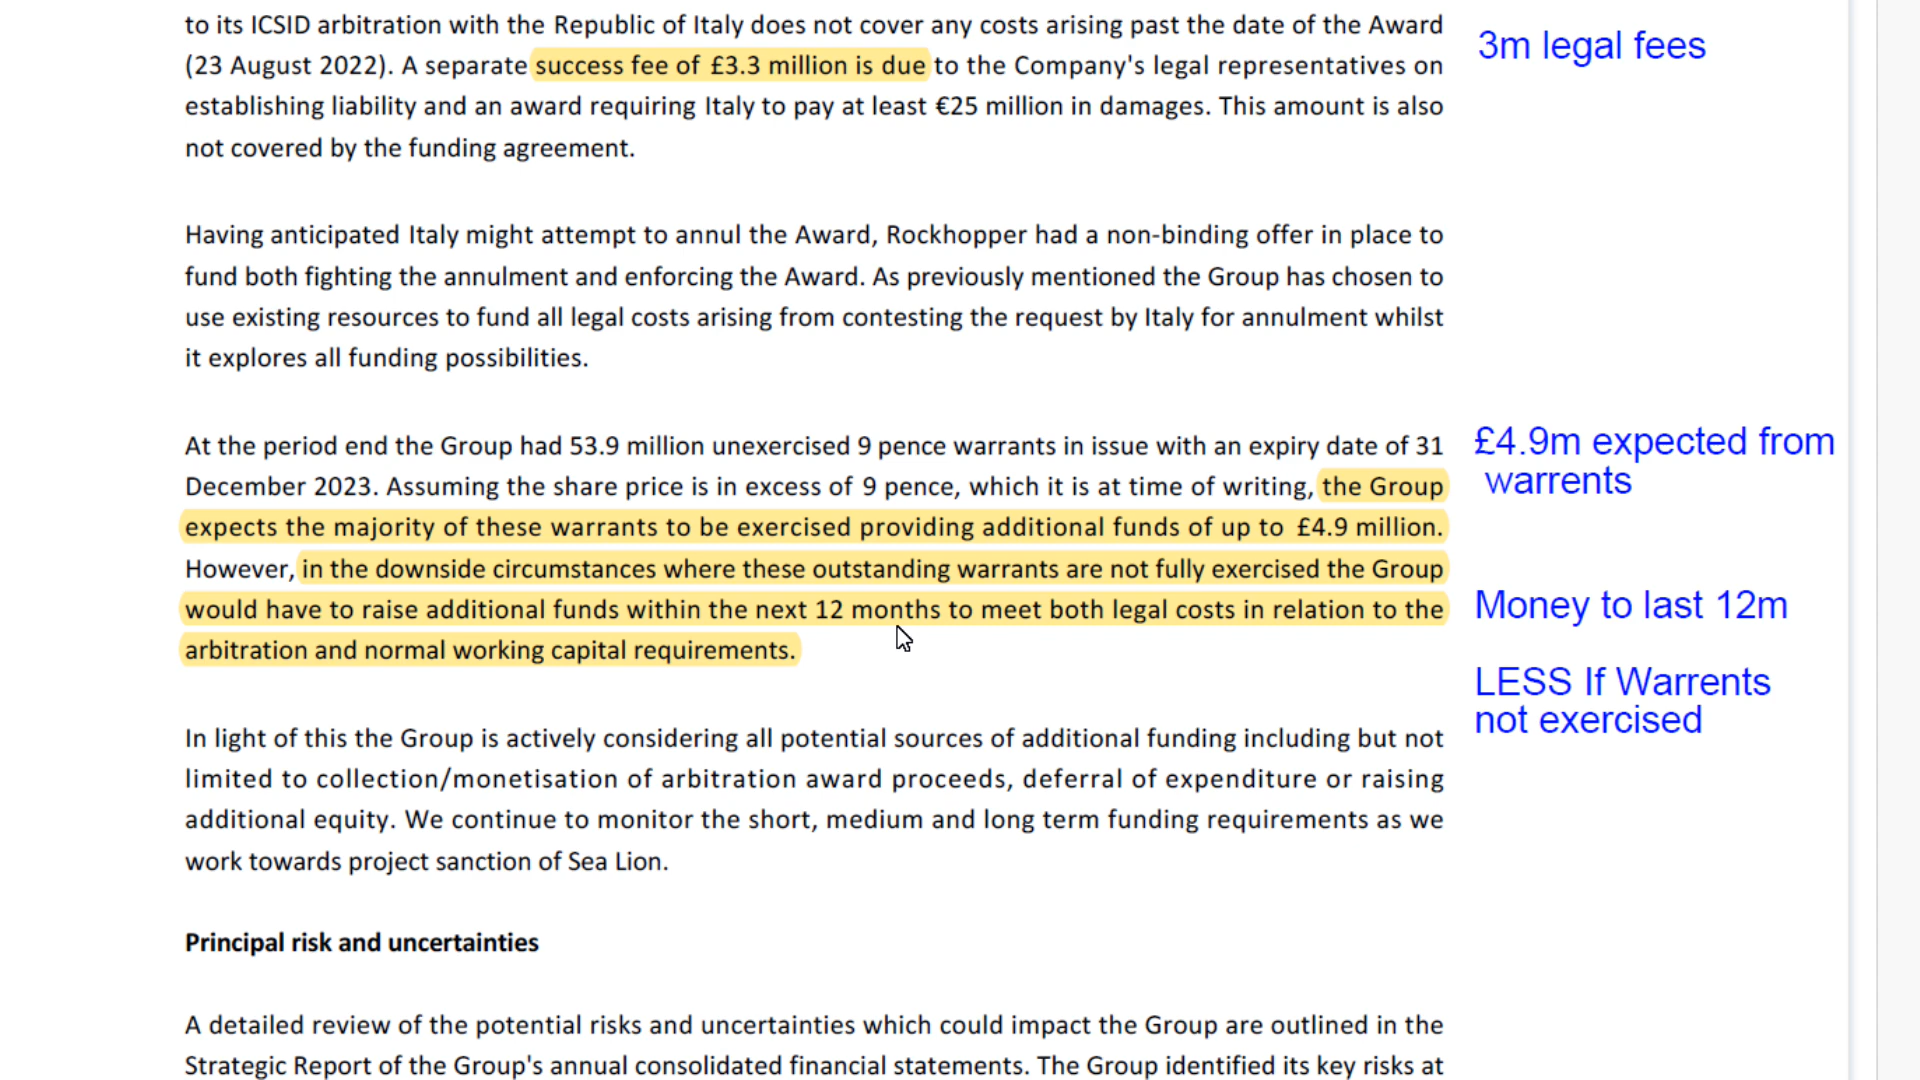 to its ICSID arbitration with the Republic of Italy does not cover any costs arising past the date of the Award
(23 August 2022). A separate success fee of £3.3 million is due to the Company's legal representatives on
establishing liability and an award requiring Italy to pay at least €25 million in damages. This amount is also
not covered by the funding agreement.
3m legal fees
Having anticipated Italy might attempt to annul the Award, Rockhopper had a non-binding offer in place to
fund both fighting the annulment and enforcing the Award. As previously mentioned the Group has chosen to
use existing resources to fund all legal costs arising from contesting the request by Italy for annulment whilst
it explores all funding possibilities.
At the period end the Group had 53.9 million unexercised 9 pence warrants in issue with an expiry date of 31
December 2023. Assuming the share price is in excess of 9 pence, which it is at time of writing, the Group
expects the majority of these warrants to be exercised providing additional funds of up to £4.9 million.
However, in the downside circumstances where these outstanding warrants are not fully exercised the Group
would have to raise additional funds within the next 12 months to meet both legal costs in relation to the
arbitration and normal working capital requirements.
£4.9m expected from
warrents
Money to last 12m
LESS If Warrents
not exercised
In light of this the Group is actively considering all potential sources of additional funding including but not
limited to collection/monetisation of arbitration award proceeds, deferral of expenditure or raising
additional equity. We continue to monitor the short, medium and long term funding requirements as we
work towards project sanction of Sea Lion.
Principal risk and uncertainties
A detailed review of the potential risks and uncertainties which could impact the Group are outlined in the
Strategic Report of the Group's annual consolidated financial statements. The Group identified its key risks at